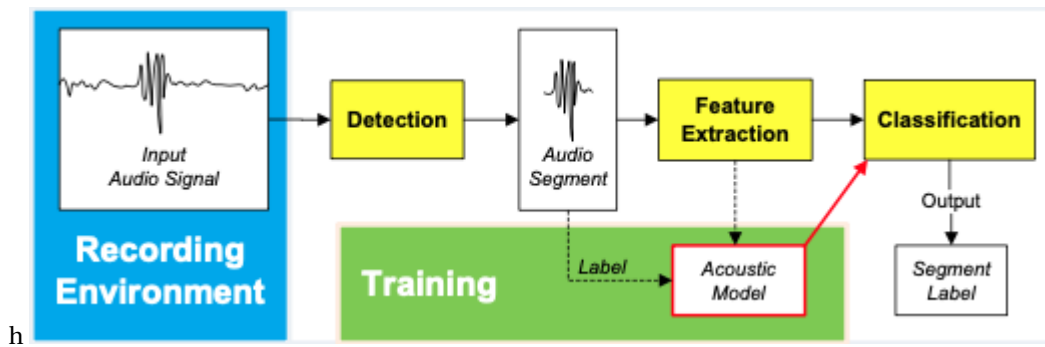 Input
Audio Signal
Recording
Environment
Detection
Audio
Segment
Feature
Extraction
Classification
Output
Segment
Label
Training
Label
Acoustic
Model
h